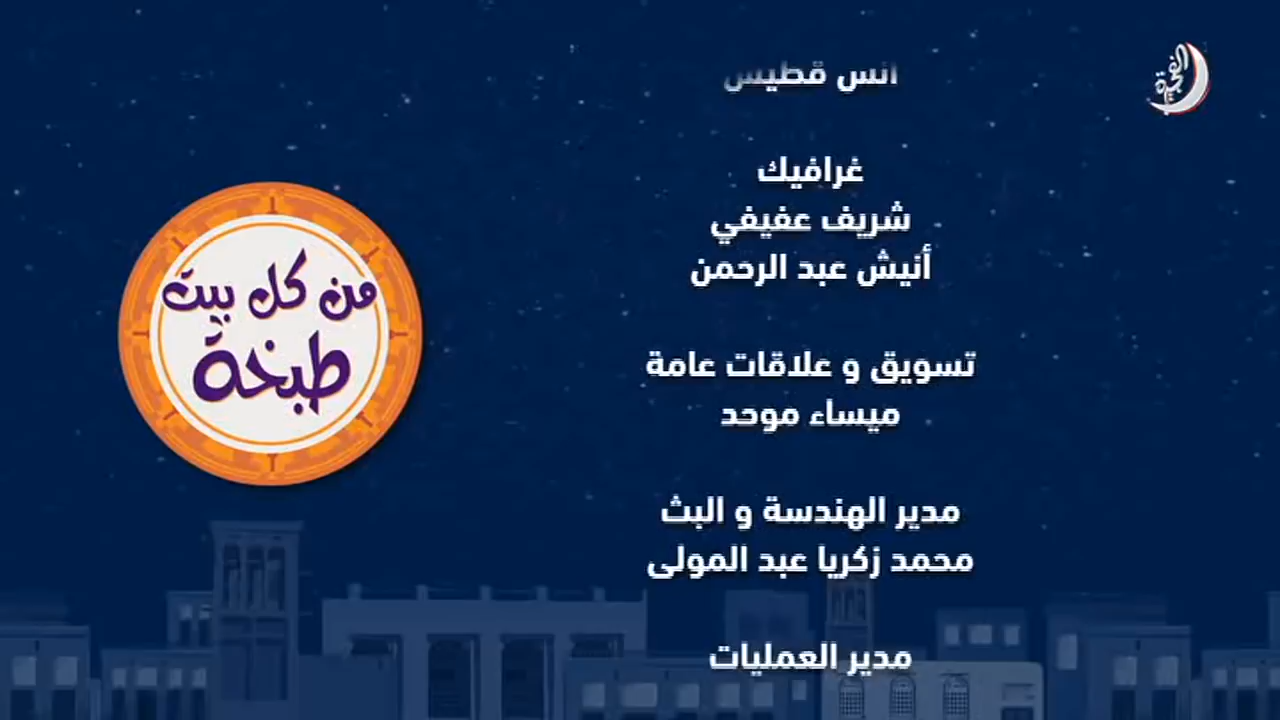 انس قطيس
غرافيك
شريف عفيفي
أنيش عبد الرحمن
تسويق و علاقات عامة
ميساء موحد
مدير الهندسة و البث
محمد زكريا عبد المولى
مدير العمليات
من كل بيت
طبخة
الفجيرة